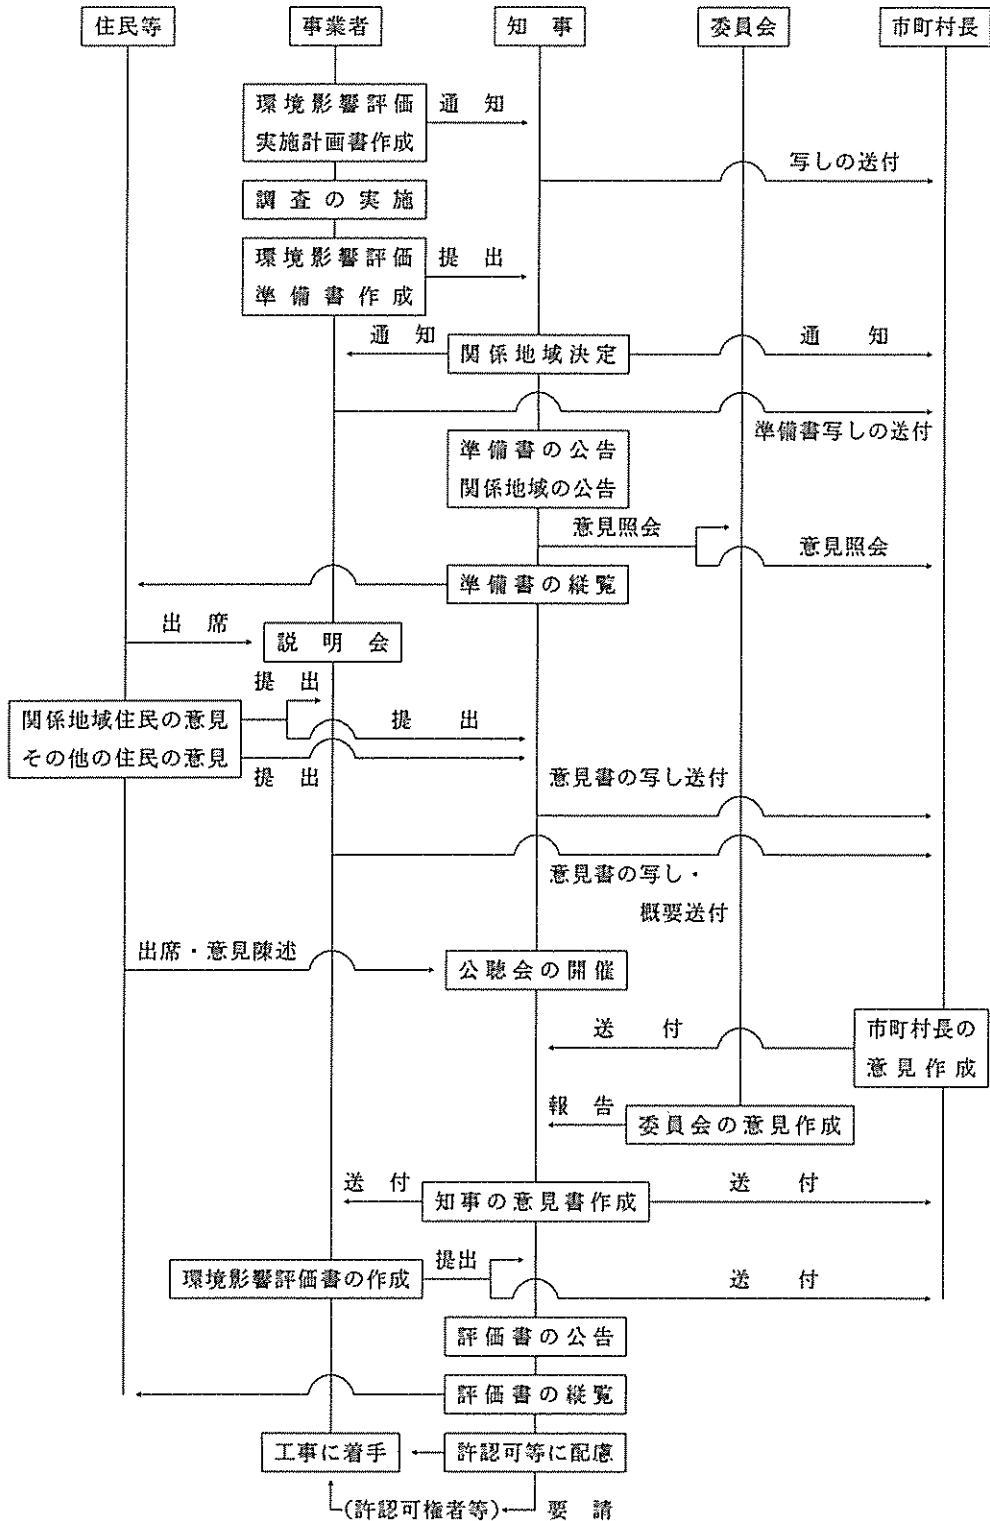 住民等 事業者 知事 委員会 市町村長
環境影響評価 通知
実施計画書作成
写しの送付
調査の実施
環境影響評価 提出
準備書作成
通知 通知
関係地域決定
準備書写しの送付
準備書の公告
関係地域の公告
意見照会 意見照会
準備書の縦覧
出席
説明会
提出
関係地域住民の意見 提出
その他の住民の意見
提出 意見書の写し送付
意見書の写し・
概要送付
出席・意見陳述
公聴会の開催
送付 市町村長の
意見作成
報告
委員会の意見作成
送付 知事の意見書作成 送付
提出
環境影響評価書の作成 送付
評価書の公告
評価書の縦覧
工事に着手 許認可等に配慮
(許認可権者等) 要請